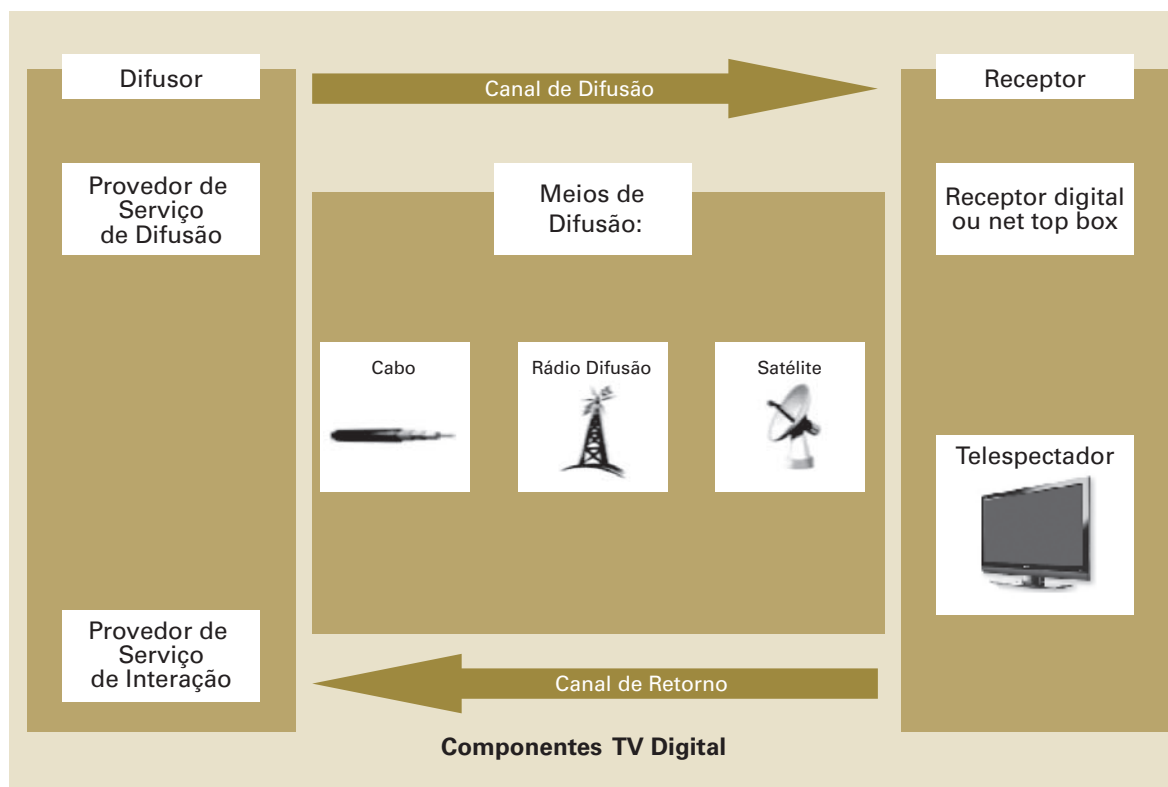 Difusor
Canal de Difusão
Receptor
Provedor de
Serviço
de Difusão
Meios de
Difusão:
Receptor digital
ou net top box
Cabo
Rádio Difusão
Satélite
Telespectador
Provedor de
Serviço
de Interação
Canal de Retorno
Componentes TV Digital